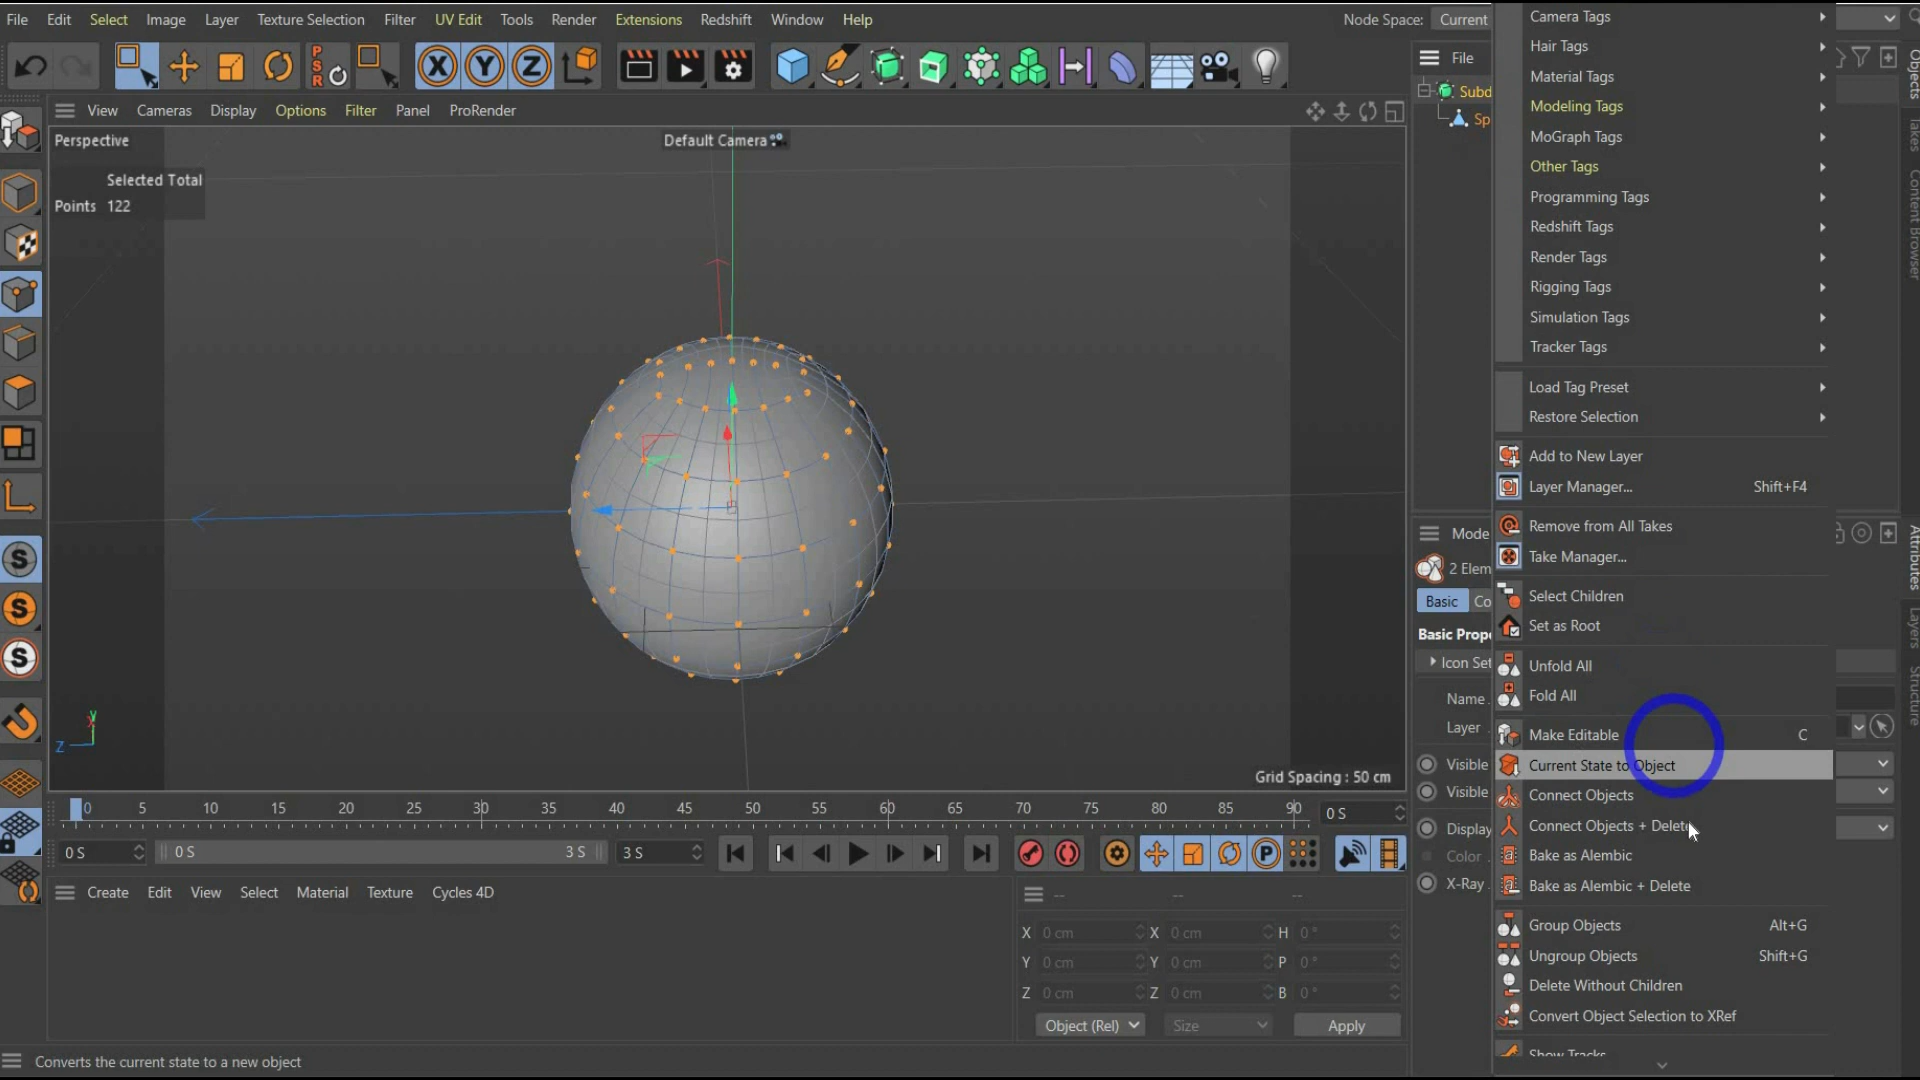 File Edit Select Image Layer Texture Selection Filter UV Edit Tools Render Extensions Redshift Window Help Node Space: Current
PSR X Y Z
View Cameras Display Options Filter Panel ProRender
Perspective
Default Camera
Selected Total
Points 122
Z Y X
Grid Spacing : 50 cm
0 5 10 15 20 25 30 35 40 45 50 55 60 65 70 75 80 85 90 0 S
0 S 0 S 3 S 3 S P
Create Edit View Select Material Texture Cycles 4D
-- -- --
X 0 cm X 0 cm H 0°
Y 0 cm Y 0 cm P 0°
Z 0 cm Z 0 cm B 0°
Object (Rel) Size Apply
Converts the current state to a new object
S
S
S
File
Subd
Sp
Mode
2 Elem
Basic Co
Basic Prope
Icon Set
Name
Layer
Visible
Visible
Display
Color
X-Ray
Camera Tags
Hair Tags
Material Tags
Modeling Tags
MoGraph Tags
Other Tags
Programming Tags
Redshift Tags
Render Tags
Rigging Tags
Simulation Tags
Tracker Tags
Load Tag Preset
Restore Selection
Add to New Layer
Layer Manager... Shift+F4
Remove from All Takes
Take Manager...
Select Children
Set as Root
Unfold All
Fold All
Make Editable C
Current State to Object
Connect Objects
Connect Objects + Delete
Bake as Alembic
Bake as Alembic + Delete
Group Objects Alt+G
Ungroup Objects Shift+G
Delete Without Children
Convert Object Selection to XRef
Show Tracks
Objects
Takes
Content Browser
Attributes
Layers
Structure